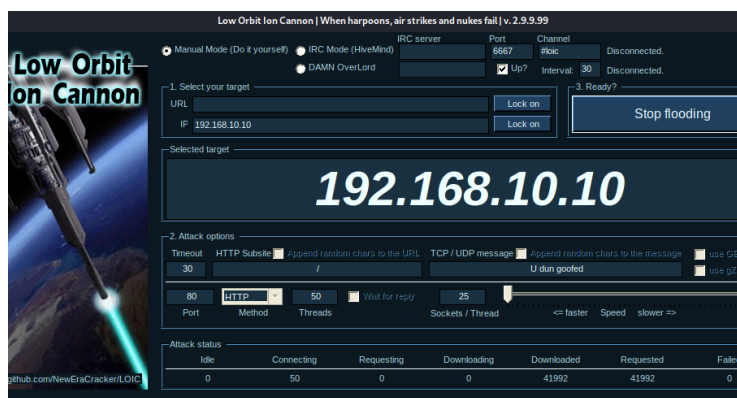 Low Orbit Ion Cannon | When harpoons, air strikes and nukes fail | v. 2.9.9.99
Low Orbit
Ion Cannon
IRC server Port Channel
Manual Mode (Do it yourself) IRC Mode (HiveMind) 6667 #loic Disconnected.
DAMN OverLord Up? Interval: 30 Disconnected.
1. Select your target
URL Lock on
IP 192.168.10.10 Lock on
3. Ready?
Stop flooding
Selected target
192.168.10.10
2. Attack options
Timeout HTTP Subsite Append random chars to the URL TCP / UDP message Append random chars to the message use GE
30 / U dun goofed use gZ
80 HTTP 50 Wait for reply 25
Port Method Threads Sockets / Thread <= faster Speed slower =>
Attack status
Idle Connecting Requesting Downloading Downloaded Requested Faile
0 50 0 0 41992 41992 0
github.com/NewEraCracker/LOIC